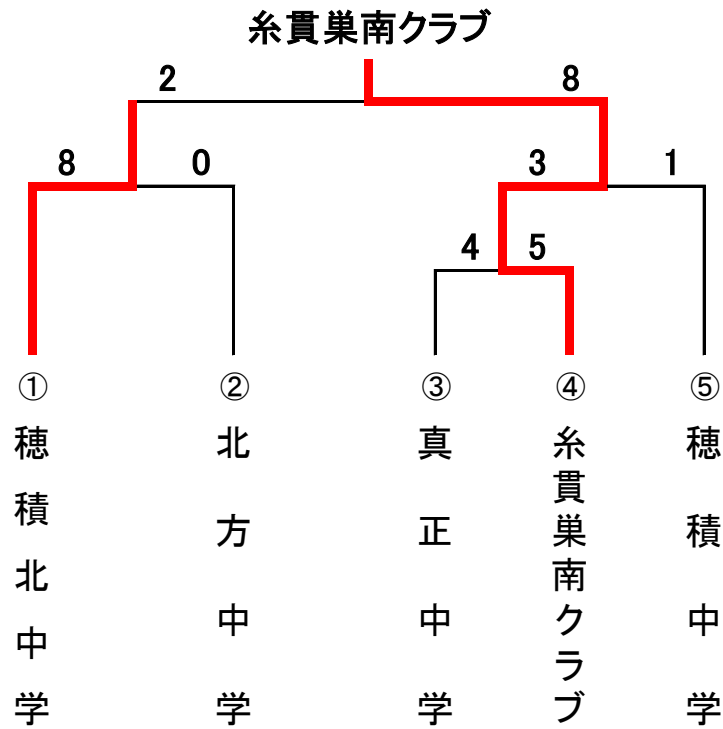 糸貫巣南クラブ
2 8
8 0 3 1
4 5
① ② ③ ④ ⑤
穂積北中学
北方中学
真正中学
糸貫巣南クラブ
穂積中学